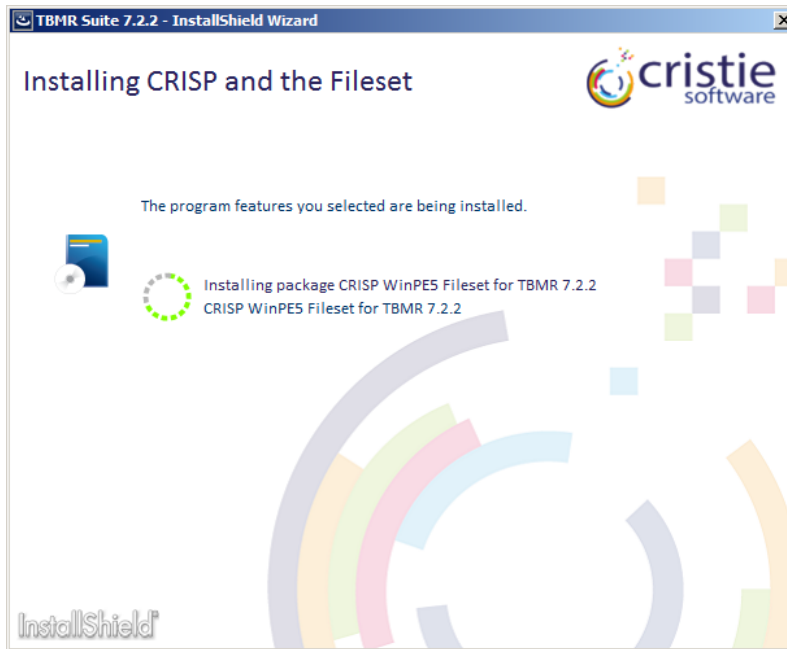 TBMR Suite 7.2.2 - InstallShield Wizard
Installing CRISP and the Fileset
cristie
software
The program features you selected are being installed.
Installing package CRISP WinPE5 Fileset for TBMR 7.2.2
CRISP WinPE5 Fileset for TBMR 7.2.2
InstallShield®